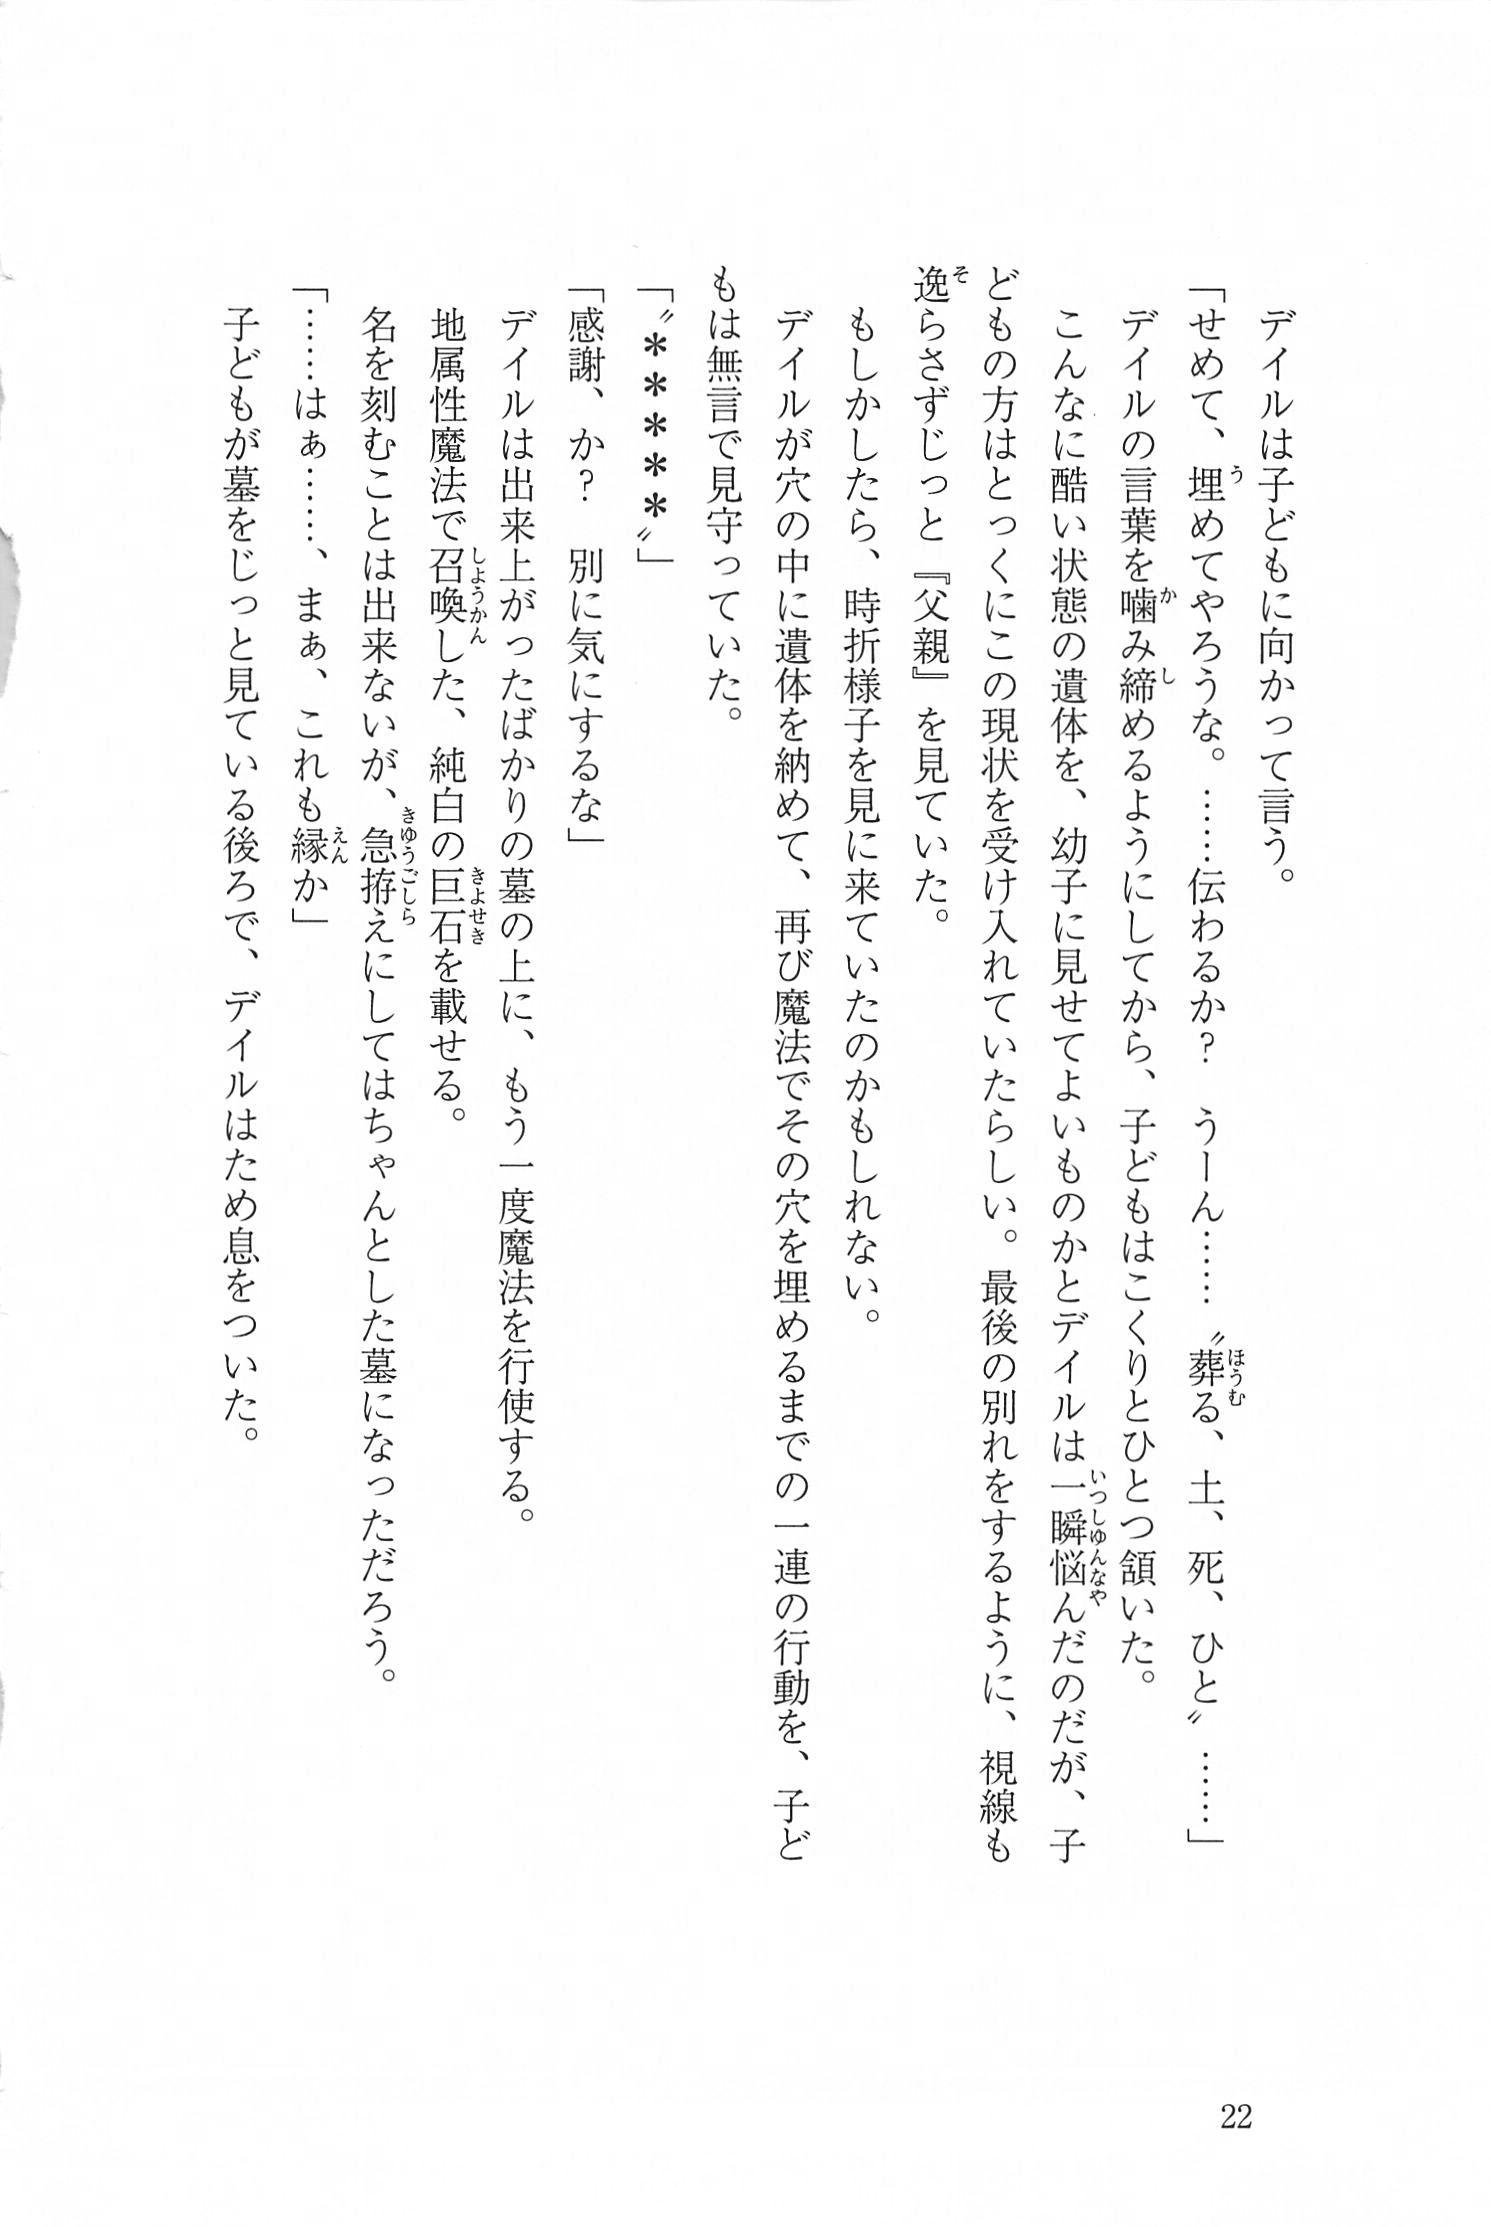 デイルは子どもに向かって言う。
「せめて、埋めてやろうな。……伝わるか？　うーん……〝葬る、土、死、ひと〟……」
デイルの言葉を噛み締めるようにしてから、子どもはこくりとひとつ頷いた。
こんなに酷い状態の遺体を、幼子に見せてよいものかとデイルは一瞬悩んだのだが、子
どもの方はとっくにこの現状を受け入れていたらしい。最後の別れをするように、視線も
逸らさずじっと『父親』を見ていた。
もしかしたら、時折様子を見に来ていたのかもしれない。
デイルが穴の中に遺体を納めて、再び魔法でその穴を埋めるまでの一連の行動を、子ど
もは無言で見守っていた。
「〝＊＊＊＊＊〟」
「感謝、か？　別に気にするな」
デイルは出来上がったばかりの墓の上に、もう一度魔法を行使する。
地属性魔法で召喚した、純白の巨石を載せる。
名を刻むことは出来ないが、急拵えにしてはちゃんとした墓になっただろう。
「……はぁ……、まぁ、これも縁か」
子どもが墓をじっと見ている後ろで、デイルはため息をついた。
22